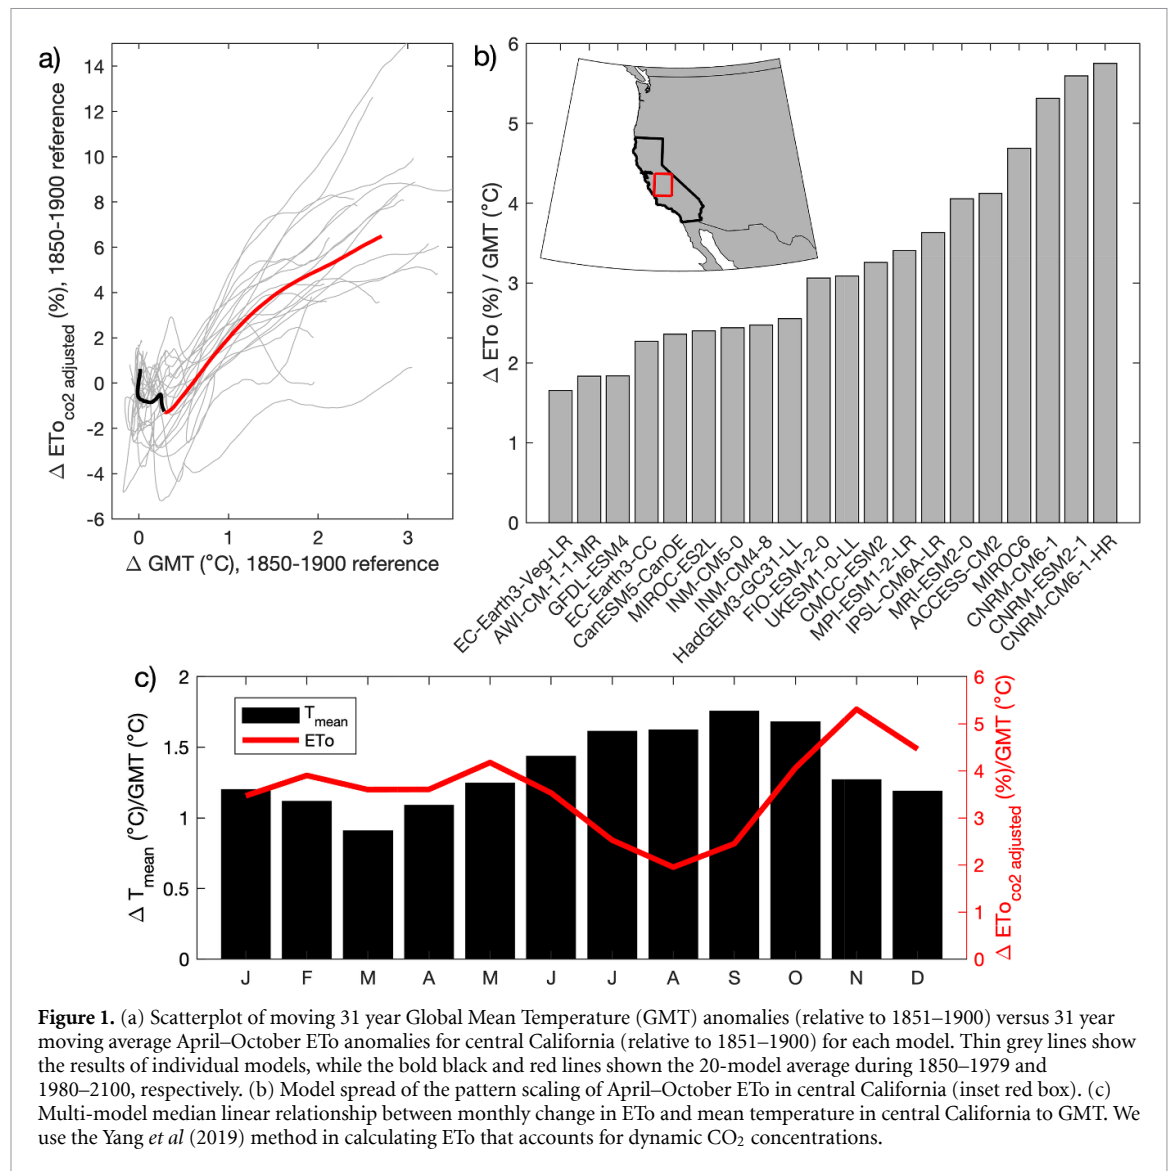 a)
Δ ETo co2 adjusted (%), 1850-1900 reference
14
12
10
8
6
4
2
0
-2
-4
-6
0 1 2 3
Δ GMT (°C), 1850-1900 reference
b)
Δ ETo (%) / GMT (°C)
6
5
4
3
2
1
0
EC-Earth3-Veg-LR
AWI-CM-1-1-MR
GFDL-ESM4
EC-Earth3-CC
CanESM5-CanOE
MIROC-ES2L
INM-CM5-0
INM-CM4-8
HadGEM3-GC31-LL
FIO-ESM-2-0
UKESM1-0-LL
CMCC-ESM2
MPI-ESM1-2-LR
IPSL-CM6A-LR
MRI-ESM2-0
ACCESS-CM2
MIROC6
CNRM-CM6-1
CNRM-ESM2-1
CNRM-CM6-1-HR
c)
Δ Tmean (°C)/GMT (°C)
2
1.5
1
0.5
0
Tmean
ETo
J F M A M J J A S O N D
6
5
4
3
2
1
0
Δ ETo co2 adjusted (%)/GMT (°C)
Figure 1. (a) Scatterplot of moving 31 year Global Mean Temperature (GMT) anomalies (relative to 1851–1900) versus 31 year
moving average April–October ETo anomalies for central California (relative to 1851–1900) for each model. Thin grey lines show
the results of individual models, while the bold black and red lines shown the 20-model average during 1850–1979 and
1980–2100, respectively. (b) Model spread of the pattern scaling of April–October ETo in central California (inset red box). (c)
Multi-model median linear relationship between monthly change in ETo and mean temperature in central California to GMT. We
use the Yang et al (2019) method in calculating ETo that accounts for dynamic CO₂ concentrations.